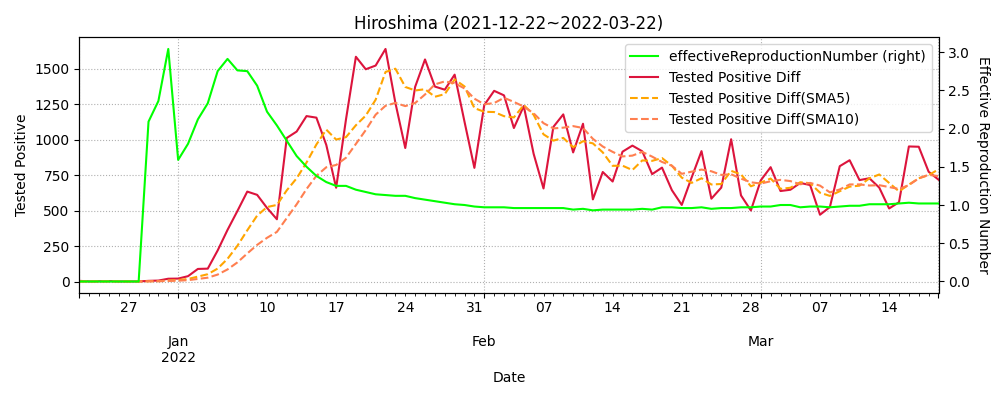 Hiroshima (2021-12-22~2022-03-22)
effectiveReproductionNumber (right)
Tested Positive Diff
Tested Positive Diff(SMA5)
Tested Positive Diff(SMA10)
Tested Positive
1500
1250
1000
750
500
250
0
3.0
2.5
2.0
1.5
1.0
0.5
0.0
Effective Reproduction Number
27 03 10 17 24 31 07 14 21 28 07 14
Jan Feb Mar
2022
Date